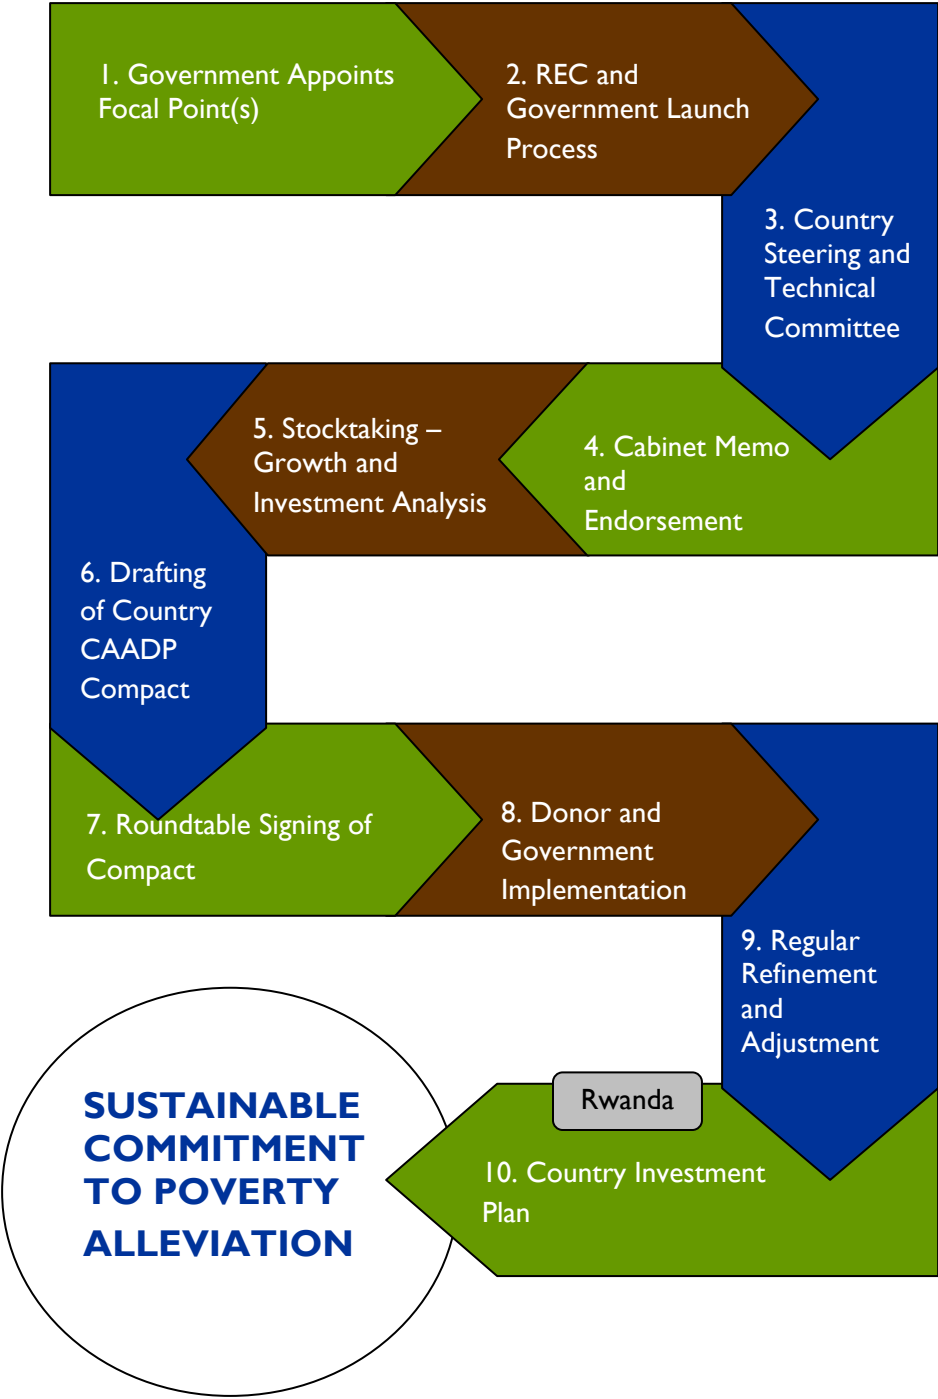 1. Government Appoints
Focal Point(s)
2. REC and
Government Launch
Process
3. Country
Steering and
Technical
Committee
4. Cabinet Memo
and
Endorsement
5. Stocktaking –
Growth and
Investment Analysis
6. Drafting
of Country
CAADP
Compact
7. Roundtable Signing of
Compact
8. Donor and
Government
Implementation
9. Regular
Refinement
and
Adjustment
Rwanda
10. Country Investment
Plan
SUSTAINABLE
COMMITMENT
TO POVERTY
ALLEVIATION